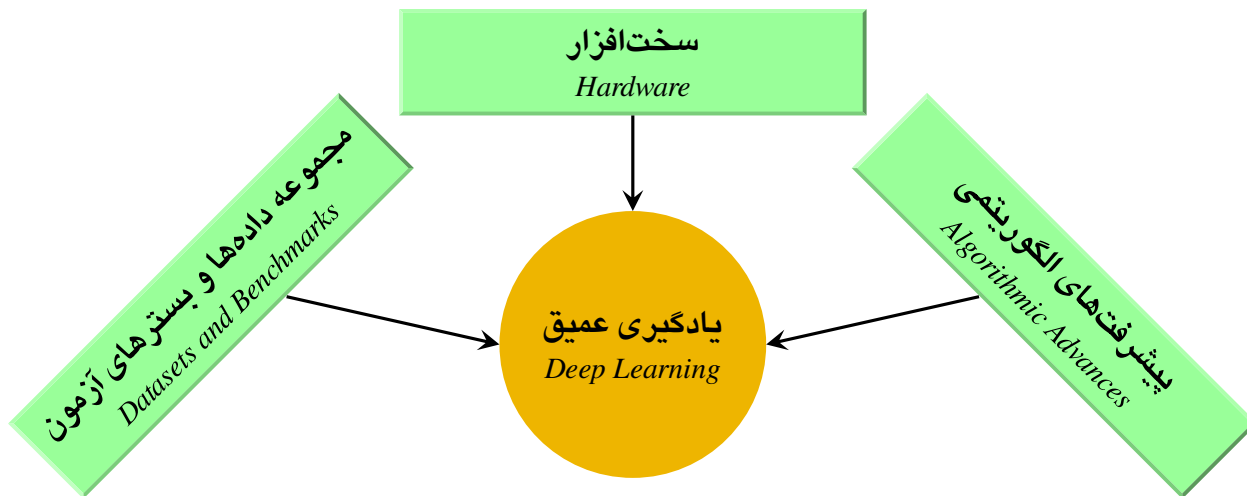 سخت‌افزار
Hardware
مجموعه داده‌ها و بسترهای آزمون
Datasets and Benchmarks
پیشرفت‌های الگوریتمی
Algorithmic Advances
یادگیری عمیق
Deep Learning